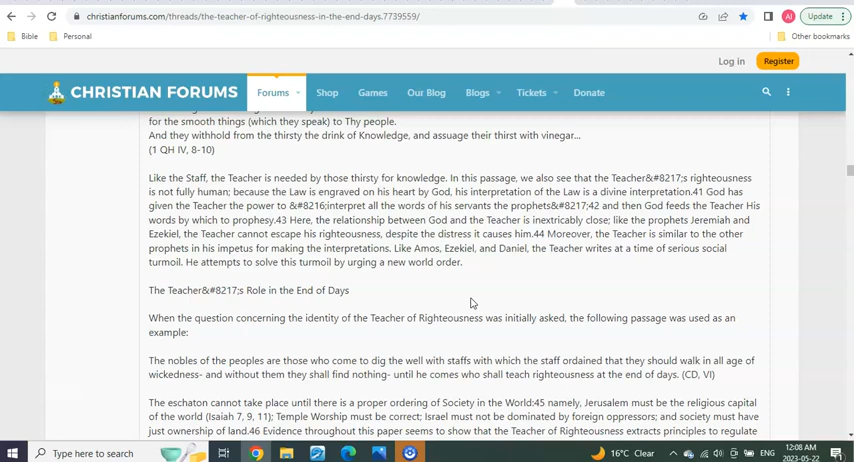 christianforums.com/threads/the-teacher-of-righteousness-in-the-end-days.7739559/
AI
Update
Bible
Personal
Other bookmarks
Log in
Register
CHRISTIAN FORUMS
Forums
Shop
Games
Our Blog
Blogs
Tickets
Donate
for the smooth things (which they speak) to Thy people.
And they withhold from the thirsty the drink of Knowledge, and assuage their thirst with vinegar...
(1 QH IV, 8-10)
Like the Staff, the Teacher is needed by those thirsty for knowledge. In this passage, we also see that the Teacher&#8217;s righteousness
is not fully human; because the Law is engraved on his heart by God, his interpretation of the Law is a divine interpretation.41 God has
given the Teacher the power to &#8216;interpret all the words of his servants the prophets&#8217;42 and then God feeds the Teacher His
words by which to prophesy.43 Here, the relationship between God and the Teacher is inextricably close; like the prophets Jeremiah and
Ezekiel, the Teacher cannot escape his righteousness, despite the distress it causes him.44 Moreover, the Teacher is similar to the other
prophets in his impetus for making the interpretations. Like Amos, Ezekiel, and Daniel, the Teacher writes at a time of serious social
turmoil. He attempts to solve this turmoil by urging a new world order.
The Teacher&#8217;s Role in the End of Days
When the question concerning the identity of the Teacher of Righteousness was initially asked, the following passage was used as an
example:
The nobles of the peoples are those who come to dig the well with staffs with which the staff ordained that they should walk in all age of
wickedness- and without them they shall find nothing- until he comes who shall teach righteousness at the end of days. (CD, VI)
The eschaton cannot take place until there is a proper ordering of Society in the World:45 namely, Jerusalem must be the religious capital
of the world (Isaiah 7, 9, 11); Temple Worship must be correct; Israel must not be dominated by foreign oppressors; and society must have
just ownership of land.46 Evidence throughout this paper seems to show that the Teacher of Righteousness extracts principles to regulate
Type here to search
16°C Clear
ENG
12:08 AM
2023-05-22